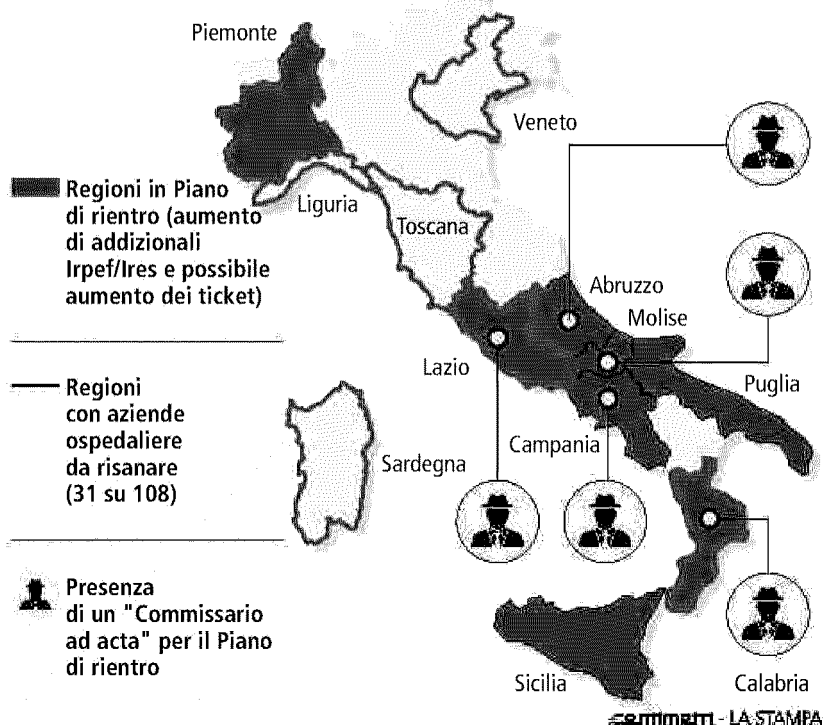 Piemonte
Veneto
Regioni in Piano
di rientro (aumento
di addizionali
Irpef/Ires e possibile
aumento dei ticket)
Liguria
Toscana
Abruzzo
Molise
Lazio
Puglia
Regioni
con aziende
ospedaliere
da risanare
(31 su 108)
Sardegna
Campania
Presenza
di un "Commissario
ad acta" per il Piano
di rientro
Sicilia
Calabria
centimetri - LA STAMPA